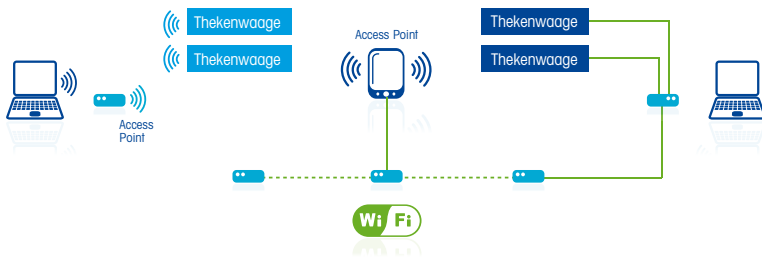 Thekenwaage
Thekenwaage
Access Point
Thekenwaage
Thekenwaage
Access
Point
Wi Fi